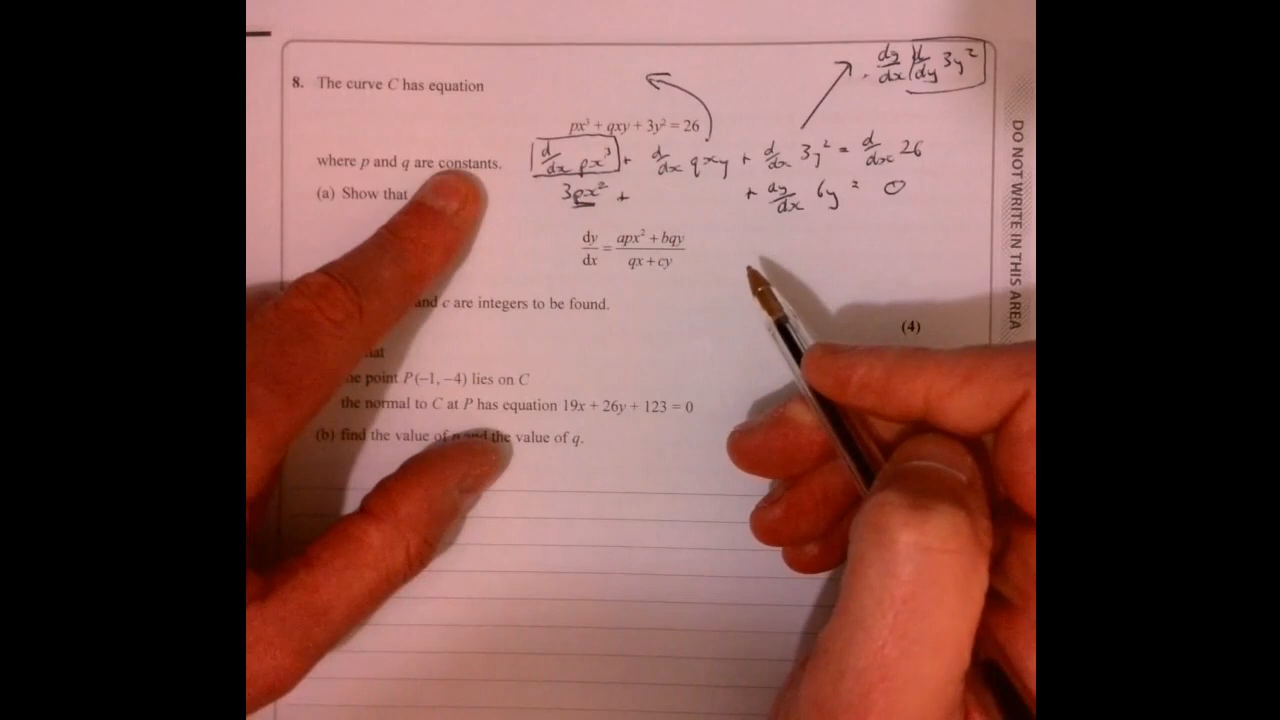 dy/dx d/dy 3y²
8. The curve C has equation
px³ + qxy + 3y² = 26
d/dx px³ + d/dx qxy + d/dx 3y² = d/dx 26
where p and q are constants.
3px² + + dy/dx 6y = 0
(a) Show that
dy/dx = apx² + bqy / qx + cy
and c are integers to be found.
(4)
point P(–1, –4) lies on C
the normal to C at P has equation 19x + 26y + 123 = 0
(b) find the value of p and the value of q.
DO NOT WRITE IN THIS AREA